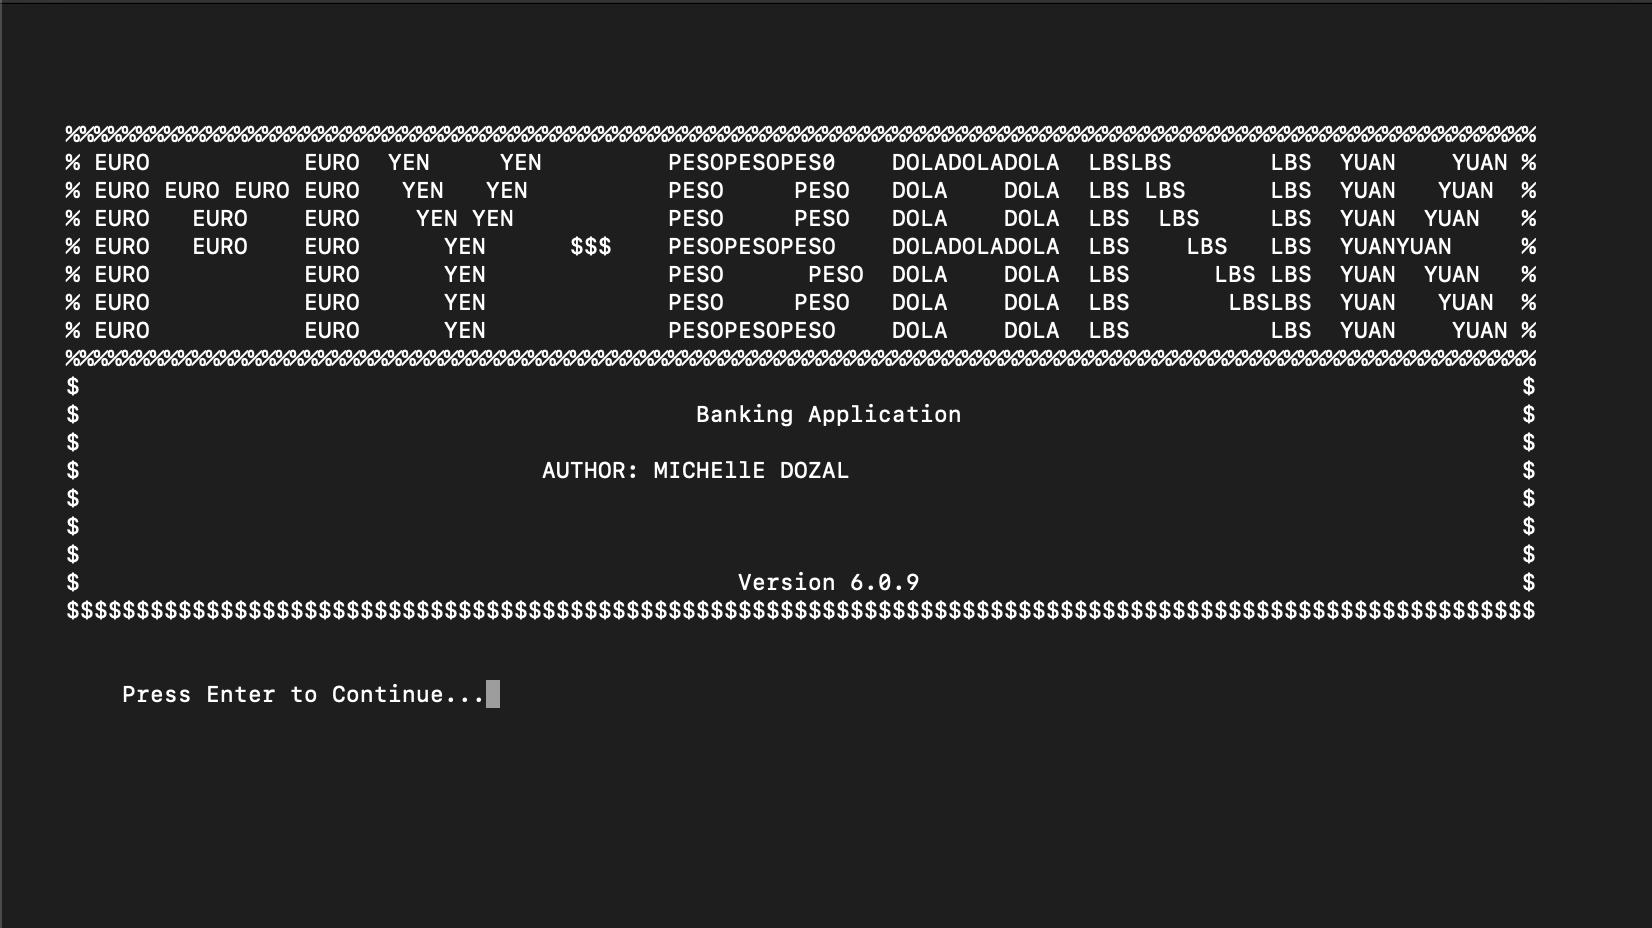 %%%%%%%%%%%%%%%%%%%%%%%%%%%%%%%%%%%%%%%%%%%%%%%%%%%%%%%%%%%%%%%%%%%%%%%%%%%%%%%%%%%%%%%%%%%%%%%%%%%%%%%%%%%
% EURO           EURO  YEN     YEN         PESOPESOPES0    DOLADOLADOLA  LBSLBS       LBS  YUAN    YUAN %
% EURO EURO EURO EURO   YEN   YEN          PESO     PESO   DOLA    DOLA  LBS LBS      LBS  YUAN   YUAN  %
% EURO   EURO    EURO    YEN YEN           PESO     PESO   DOLA    DOLA  LBS  LBS     LBS  YUAN  YUAN   %
% EURO   EURO    EURO      YEN      $$$    PESOPESOPESO    DOLADOLADOLA  LBS    LBS   LBS  YUANYUAN     %
% EURO           EURO      YEN             PESO      PESO  DOLA    DOLA  LBS      LBS LBS  YUAN  YUAN   %
% EURO           EURO      YEN             PESO     PESO   DOLA    DOLA  LBS       LBSLBS  YUAN   YUAN  %
% EURO           EURO      YEN             PESOPESOPESO    DOLA    DOLA  LBS          LBS  YUAN    YUAN %
%%%%%%%%%%%%%%%%%%%%%%%%%%%%%%%%%%%%%%%%%%%%%%%%%%%%%%%%%%%%%%%%%%%%%%%%%%%%%%%%%%%%%%%%%%%%%%%%%%%%%%%%%%%
$                                                                                                       $
$                                            Banking Application                                        $
$                                                                                                       $
$                                 AUTHOR: MICHEllE DOZAL                                                $
$                                                                                                       $
$                                                                                                       $
$                                                                                                       $
$                                               Version 6.0.9                                           $
$$$$$$$$$$$$$$$$$$$$$$$$$$$$$$$$$$$$$$$$$$$$$$$$$$$$$$$$$$$$$$$$$$$$$$$$$$$$$$$$$$$$$$$$$$$$$$$$$$$$$$$$$
Press Enter to Continue...